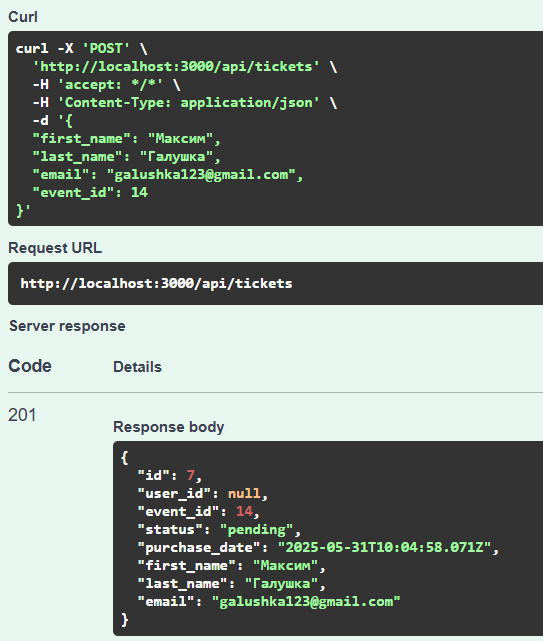 Curl
curl -X 'POST' \
'http://localhost:3000/api/tickets' \
-H 'accept: */*' \
-H 'Content-Type: application/json' \
-d '{
"first_name": "Максим",
"last_name": "Галушка",
"email": "galushka123@gmail.com",
"event_id": 14
}'
Request URL
http://localhost:3000/api/tickets
Server response
Code Details
201
Response body
{
"id": 7,
"user_id": null,
"event_id": 14,
"status": "pending",
"purchase_date": "2025-05-31T10:04:58.071Z",
"first_name": "Максим",
"last_name": "Галушка",
"email": "galushka123@gmail.com"
}